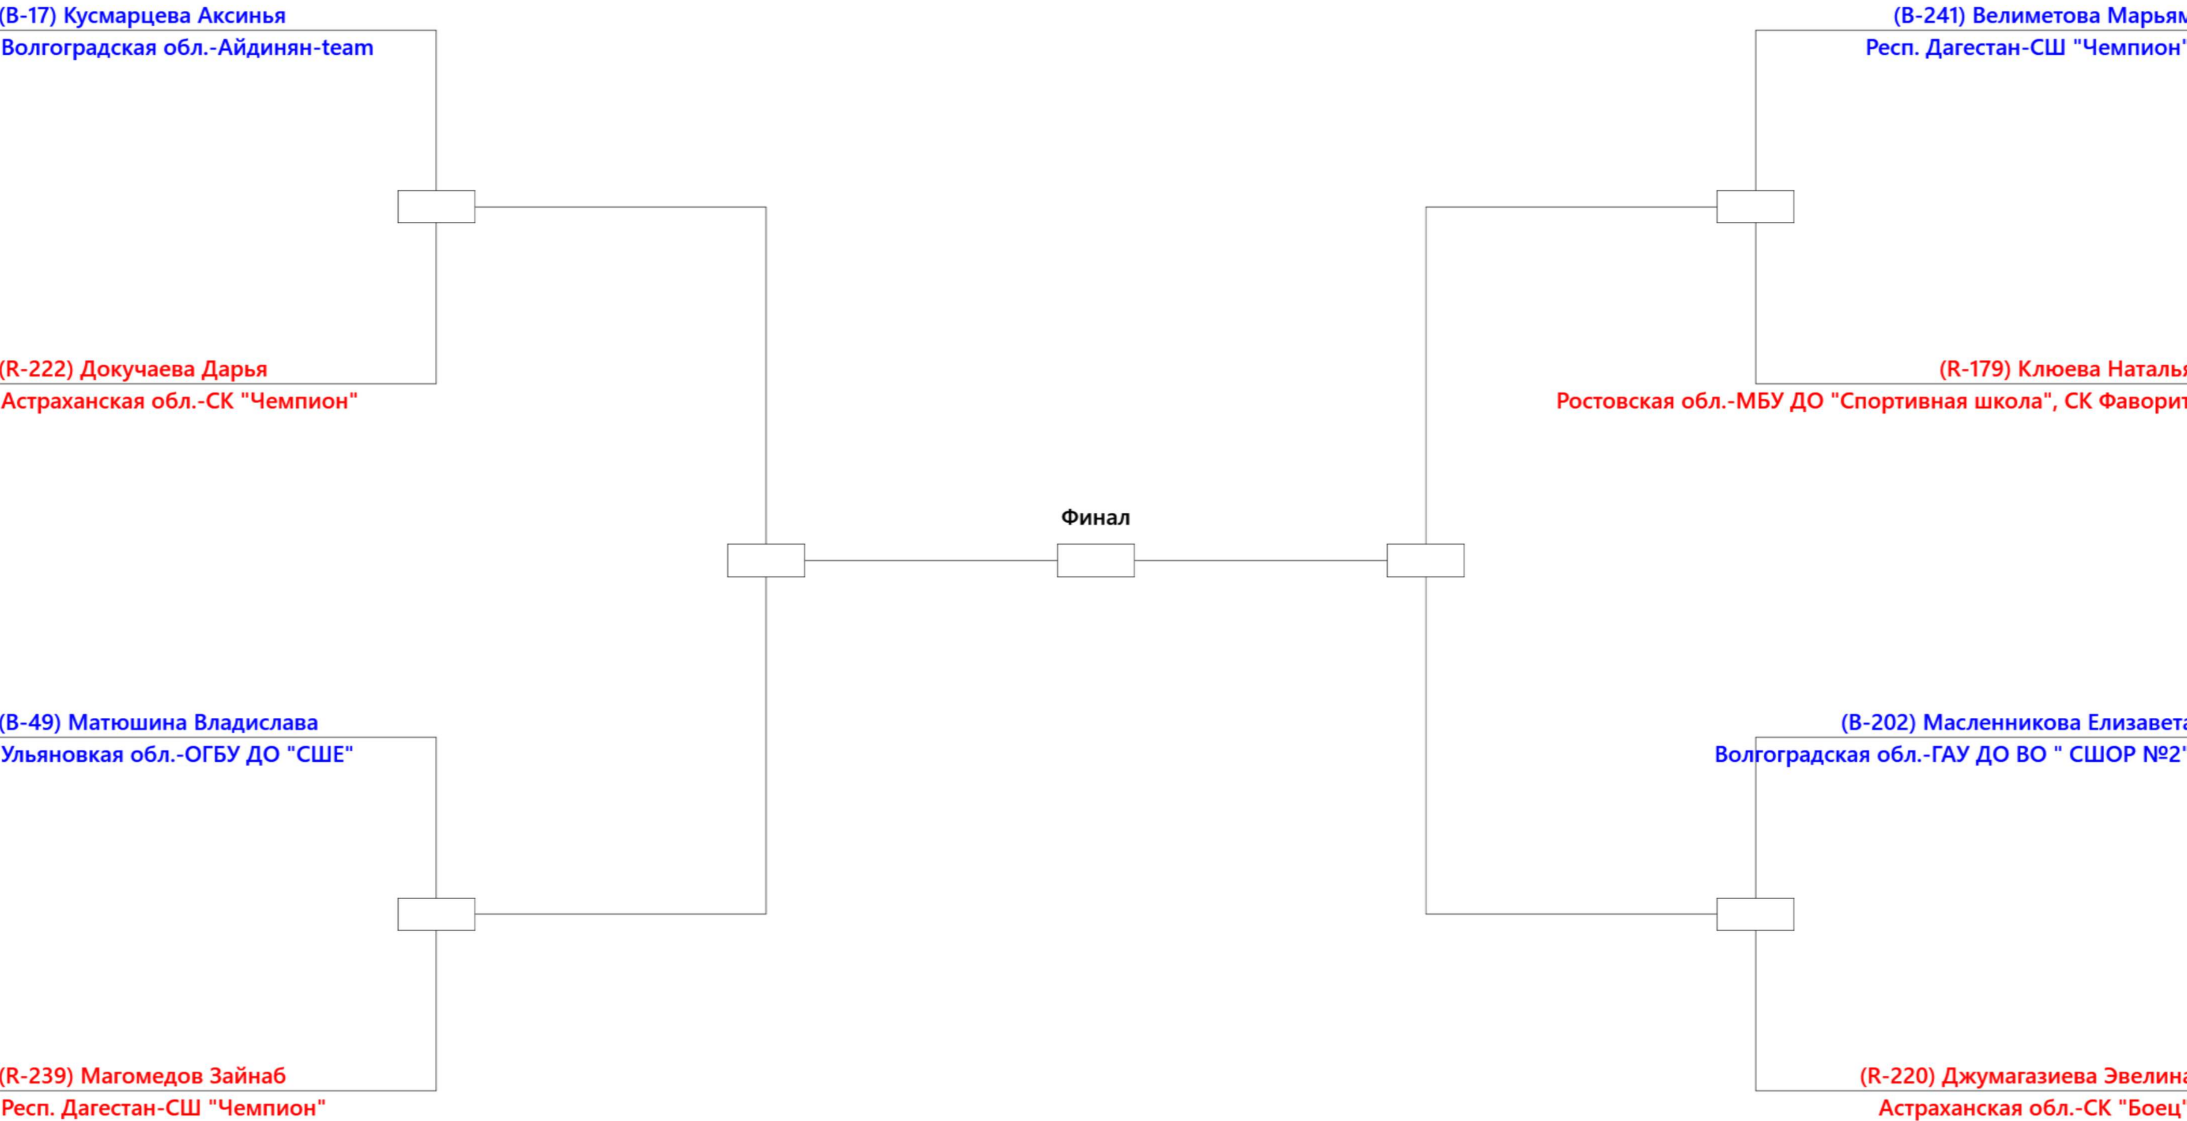 (B-17) Кусмарцева Аксинья
Волгоградская обл.-Айдинян-team
(B-241) Велиметова Марьям
Респ. Дагестан-СШ "Чемпион"
(R-222) Докучаева Дарья
Астраханская обл.-СК "Чемпион"
(R-179) Клюева Наталья
Ростовская обл.-МБУ ДО "Спортивная школа", СК Фаворит
Финал
(B-49) Матюшина Владислава
Ульяновкая обл.-ОГБУ ДО "СШЕ"
(B-202) Масленникова Елизавета
Волгоградская обл.-ГАУ ДО ВО " СШОР №2"
(R-239) Магомедов Зайнаб
Респ. Дагестан-СШ "Чемпион"
(R-220) Джумагазиева Эвелина
Астраханская обл.-СК "Боец"